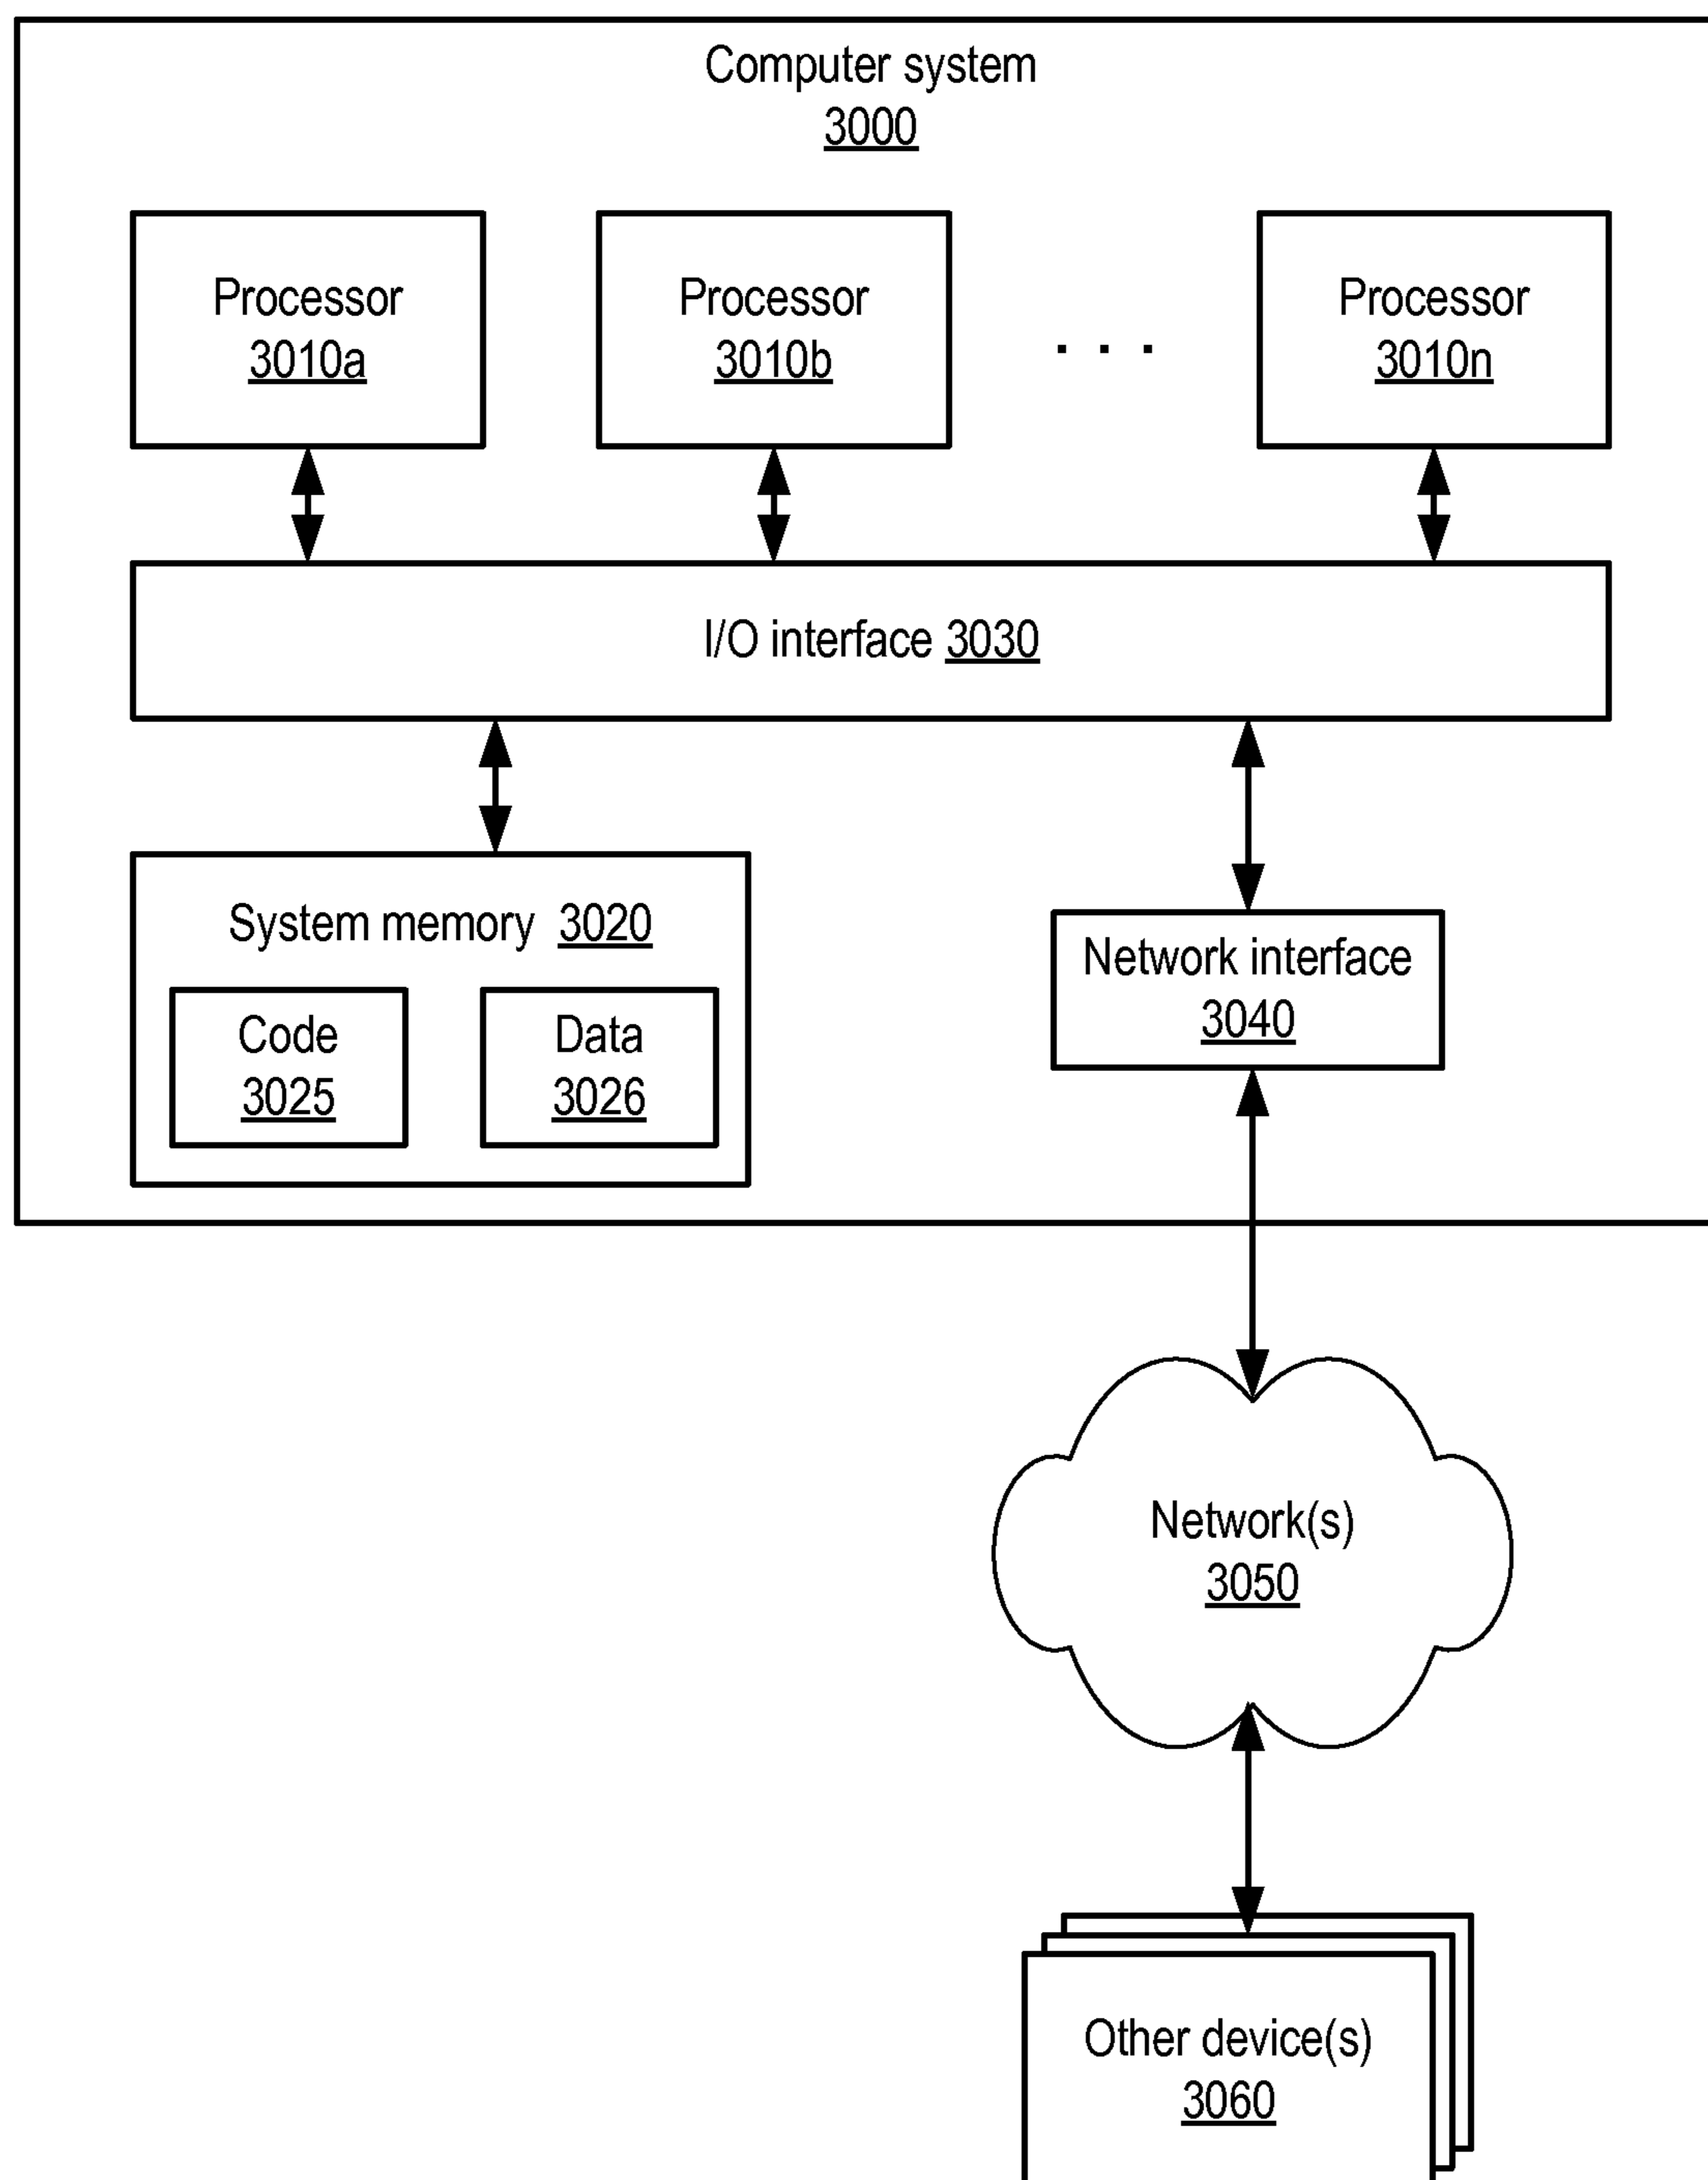 Computer system
3000
Processor
3010a
Processor
3010b
. . .
Processor
3010n
I/O interface 3030
System memory 3020
Code
3025
Data
3026
Network interface
3040
Network(s)
3050
Other device(s)
3060